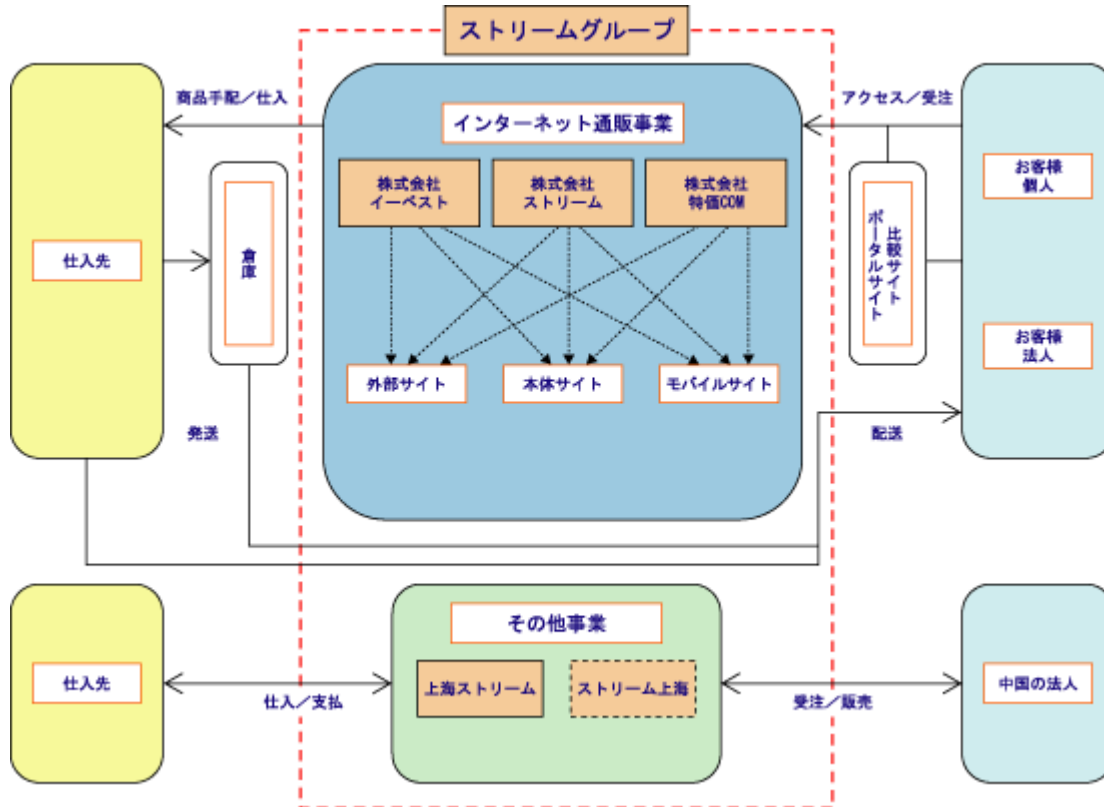 ストリームグループ
商品手配／仕入
アクセス／受注
インターネット通販事業
株式会社
イーベスト
株式会社
ストリーム
株式会社
特価COM
お客様
個人
仕入先
倉庫
比較サイト
ポータルサイト
お客様
法人
外部サイト
本体サイト
モバイルサイト
発送
配送
その他事業
仕入先
上海ストリーム
ストリーム上海
中国の法人
仕入／支払
受注／販売